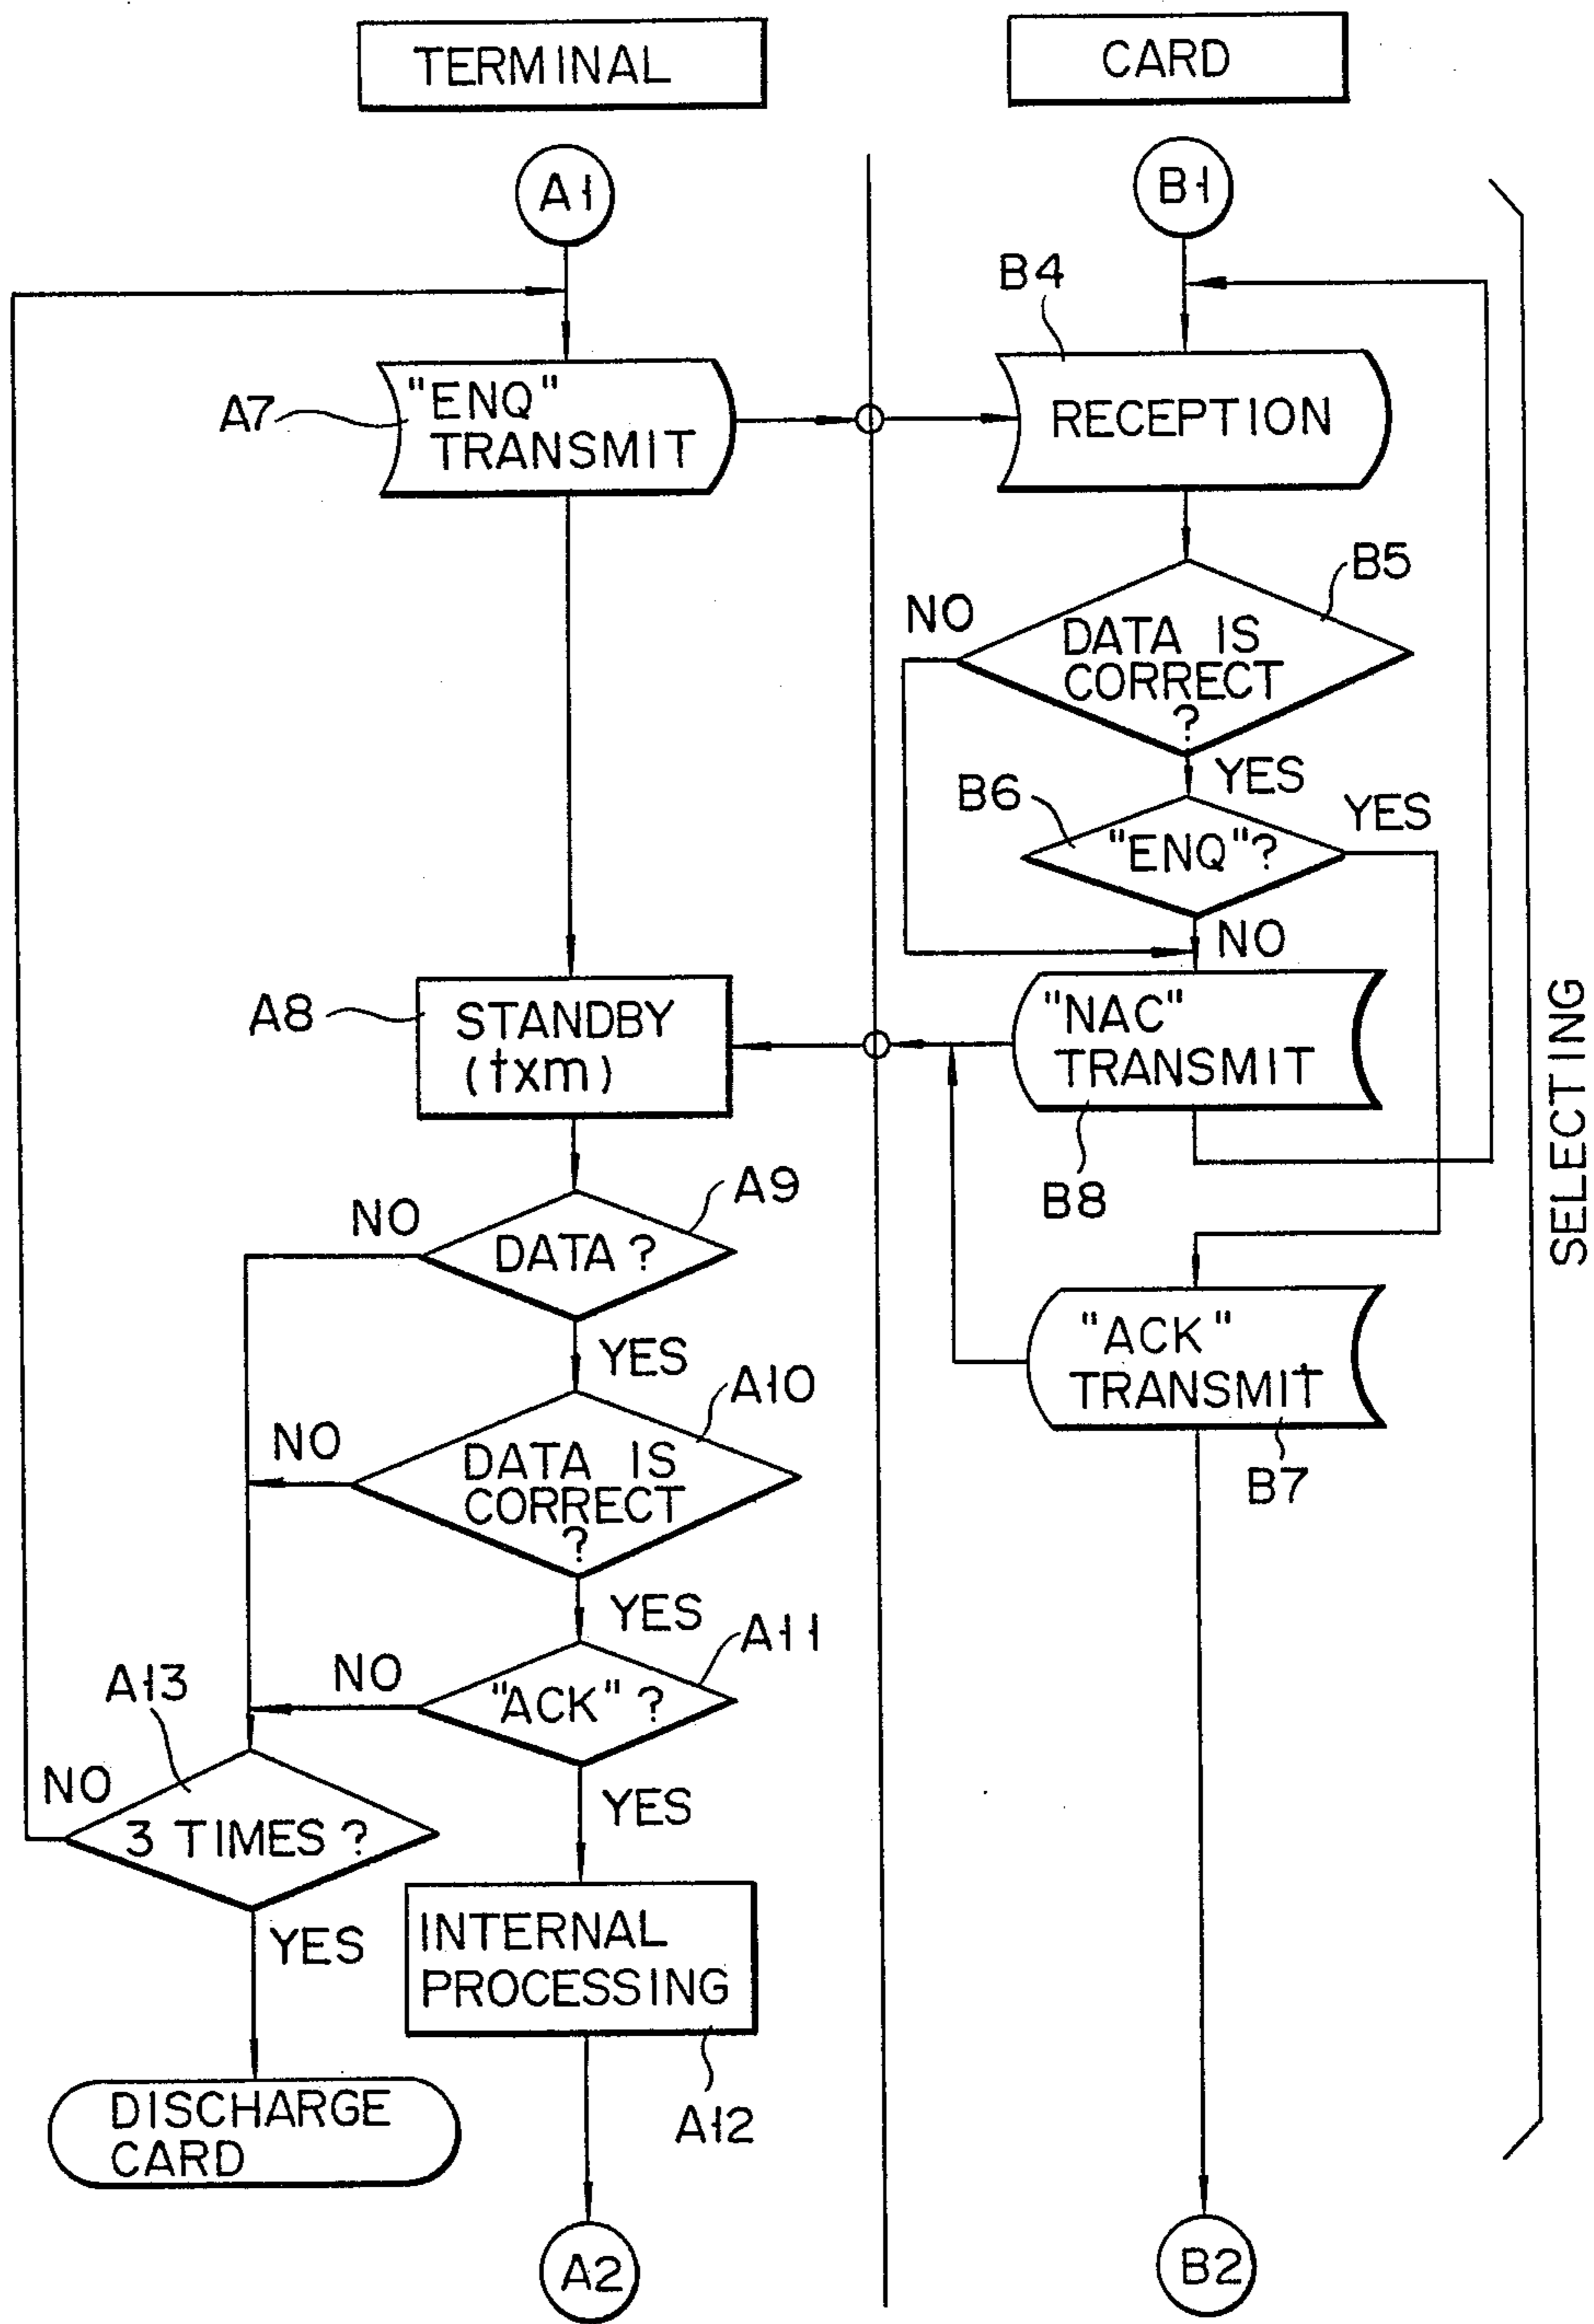 TERMINAL
CARD
A1
B1
B4
A7
"ENQ"
TRANSMIT
RECEPTION
B5
NO
DATA IS
CORRECT
?
YES
B6
YES
"ENQ"?
NO
A8
STANDBY
(txm)
"NAC"
TRANSMIT
B8
SELECTING
A9
NO
DATA ?
YES
"ACK"
TRANSMIT
B7
A10
NO
DATA IS
CORRECT
?
YES
A11
A13
NO
"ACK" ?
NO
YES
3 TIMES ?
YES
INTERNAL
PROCESSING
A12
DISCHARGE
CARD
A2
B2